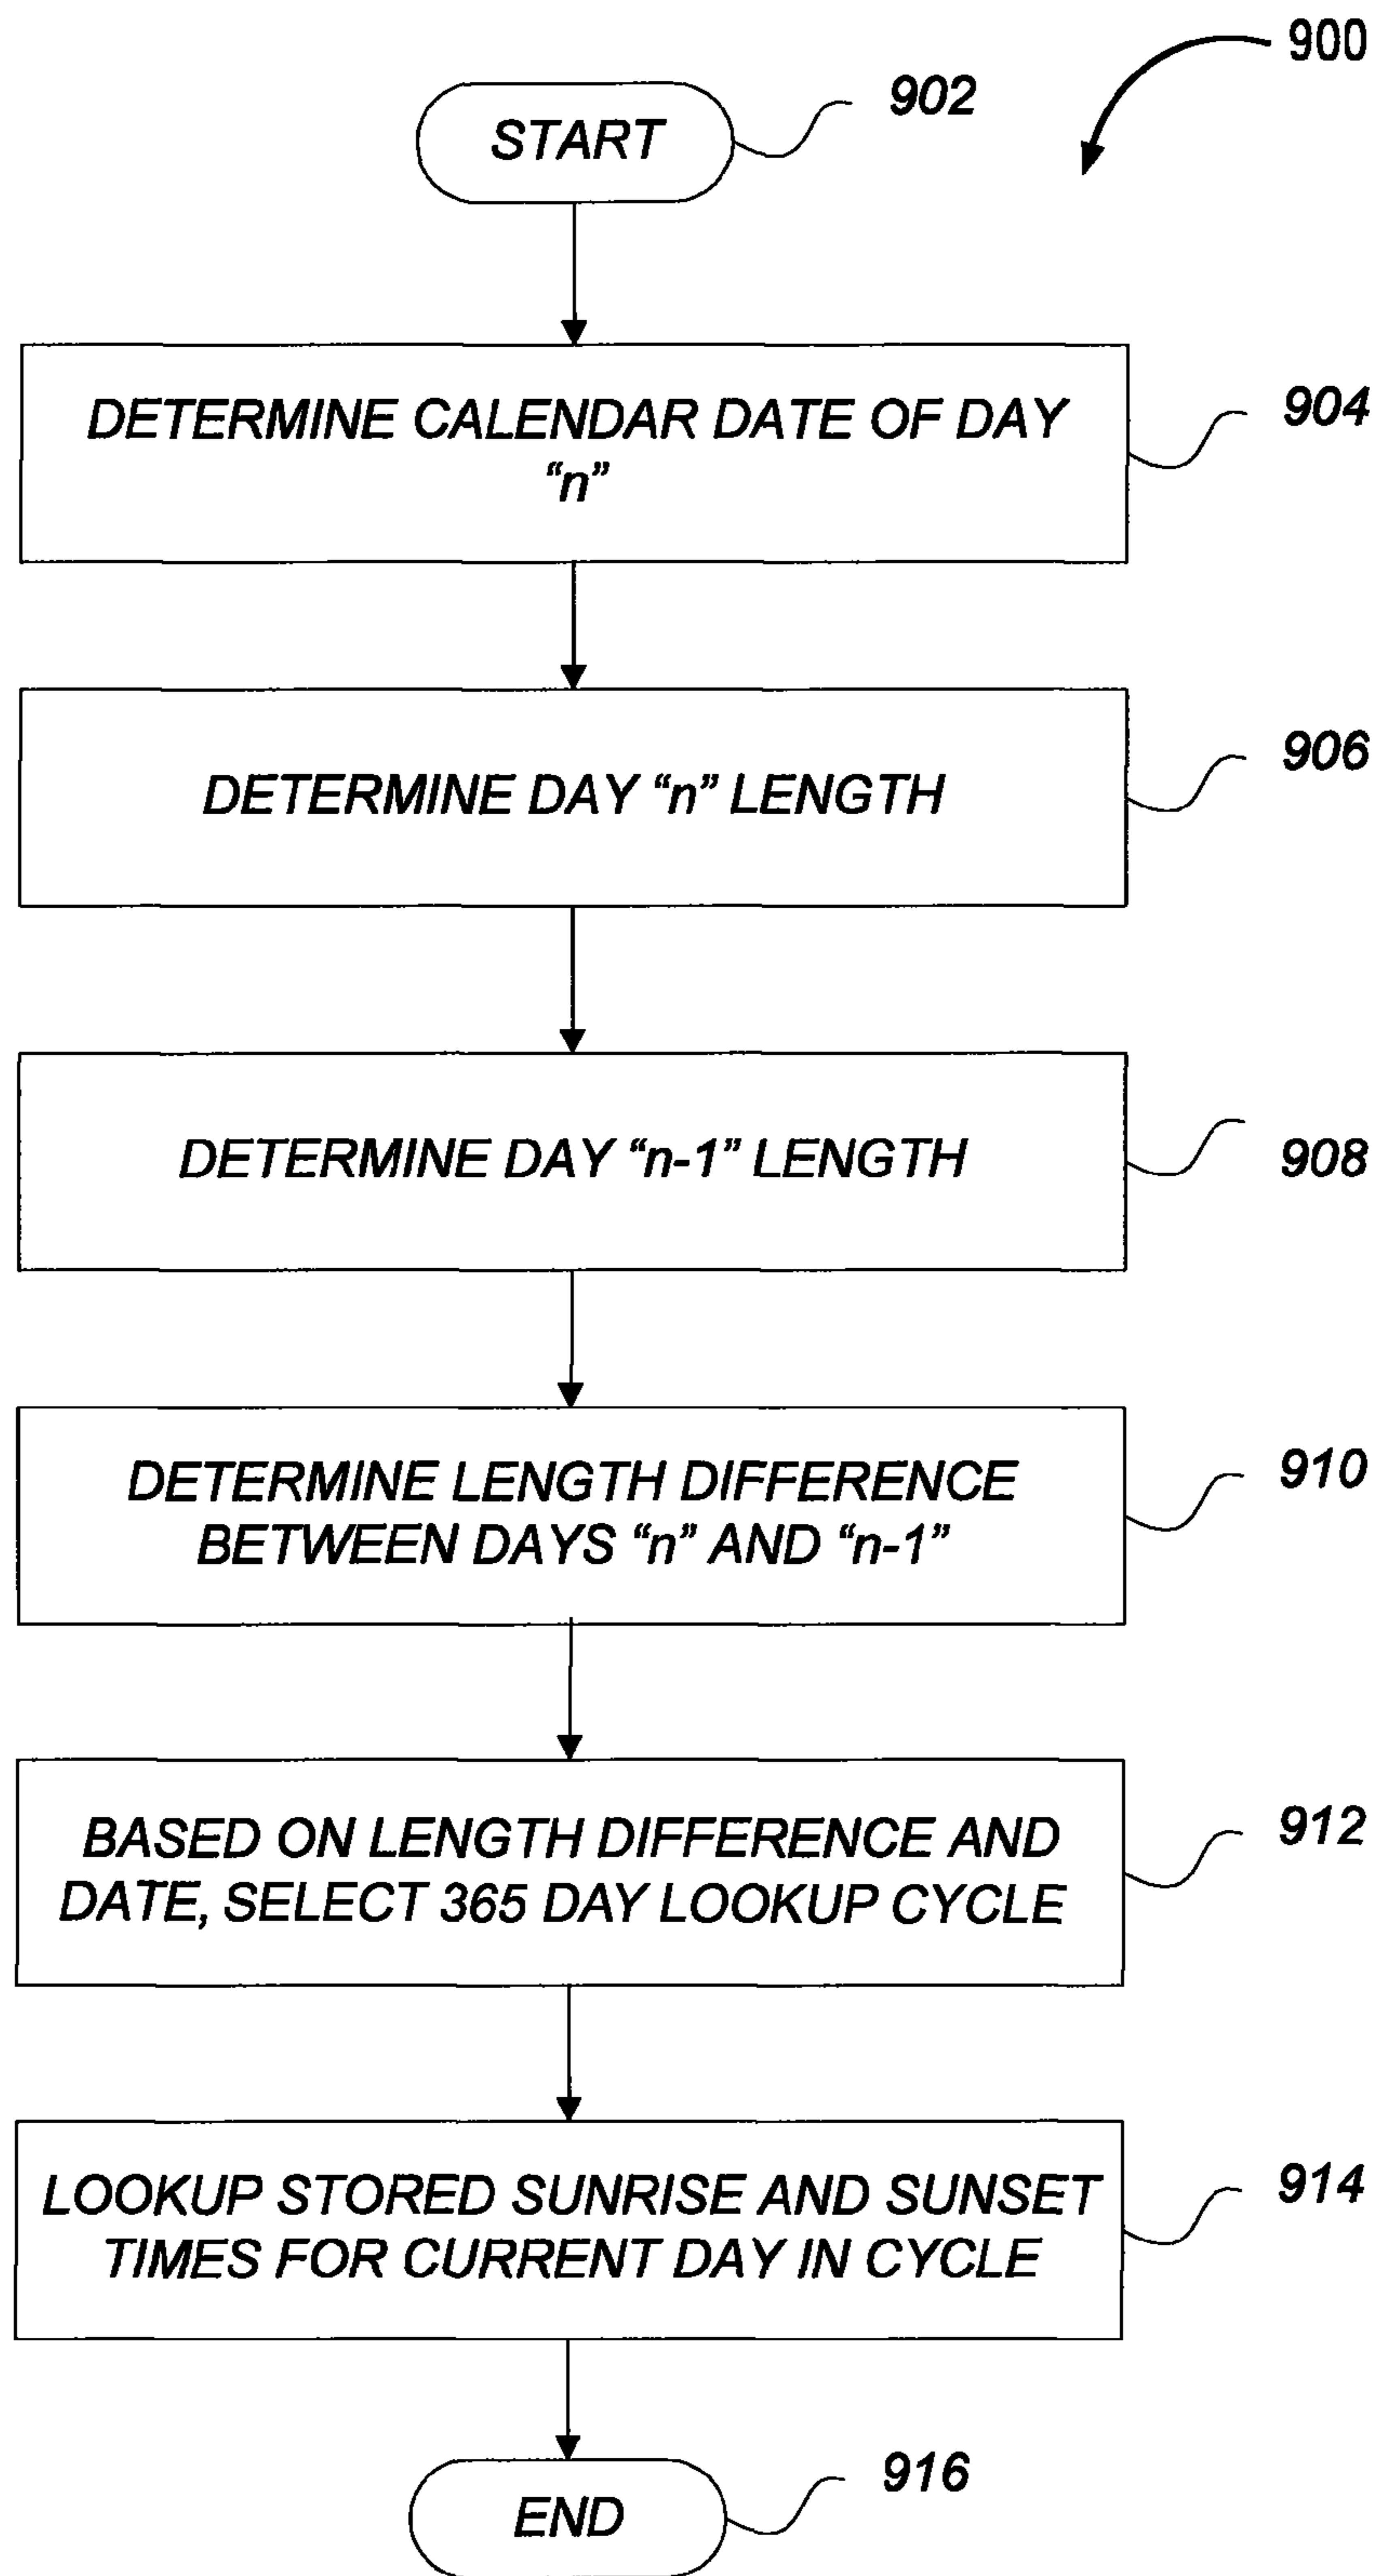 900
START
902
DETERMINE CALENDAR DATE OF DAY
“n”
904
DETERMINE DAY “n” LENGTH
906
DETERMINE DAY “n-1” LENGTH
908
DETERMINE LENGTH DIFFERENCE
BETWEEN DAYS “n” AND “n-1”
910
BASED ON LENGTH DIFFERENCE AND
DATE, SELECT 365 DAY LOOKUP CYCLE
912
LOOKUP STORED SUNRISE AND SUNSET
TIMES FOR CURRENT DAY IN CYCLE
914
END
916